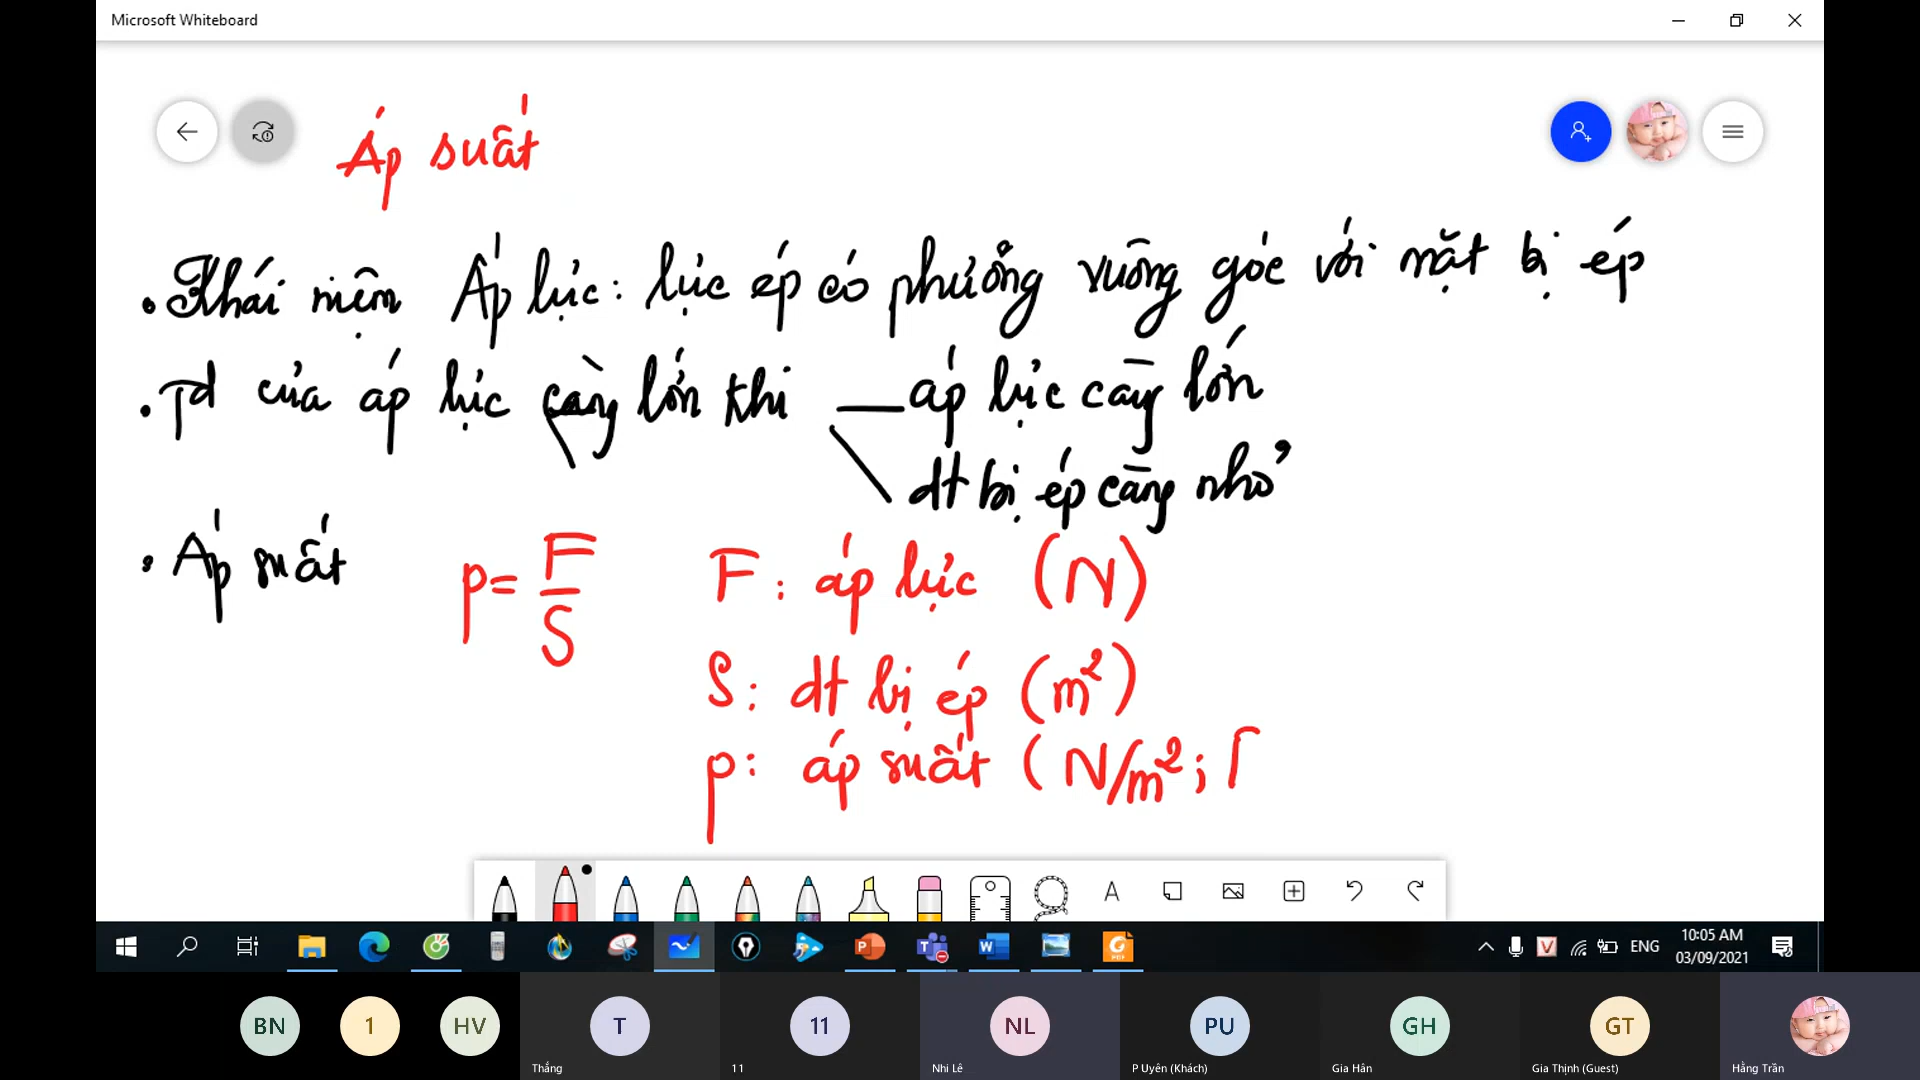 Microsoft Whiteboard
Áp suất
• Khái niệm Áp lực: lực ép có phương vuông góc với mặt bị ép
• Td của áp lực càng lớn khi áp lực càng lớn
dt bị ép càng nhỏ
• Áp suất p = F/S F: áp lực (N)
S: dt bị ép (m²)
p: áp suất ( N/m² ;
A
ENG
10:05 AM
03/09/2021
BN 1 HV T 11 NL PU GH GT
Thắng 11 Nhi Lê P Uyên (Khách) Gia Hân Gia Thịnh (Guest) Hằng Trần